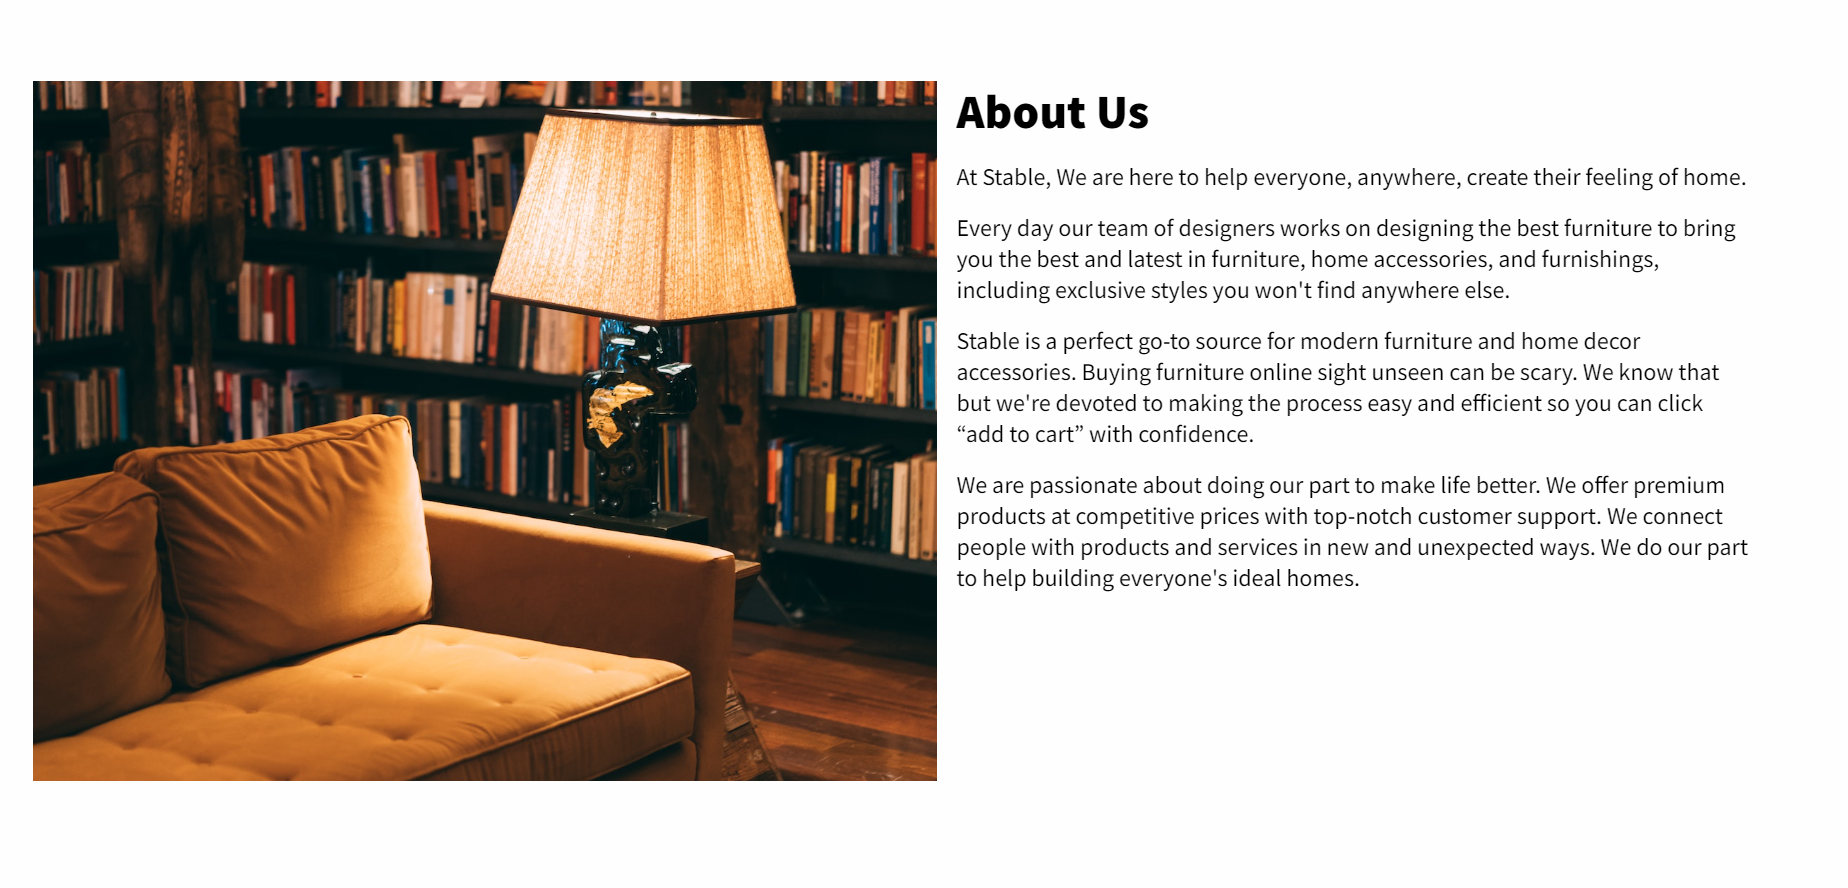 About Us
At Stable, We are here to help everyone, anywhere, create their feeling of home.
Every day our team of designers works on designing the best furniture to bring
you the best and latest in furniture, home accessories, and furnishings,
including exclusive styles you won't find anywhere else.
Stable is a perfect go-to source for modern furniture and home decor
accessories. Buying furniture online sight unseen can be scary. We know that
but we're devoted to making the process easy and efficient so you can click
“add to cart” with confidence.
We are passionate about doing our part to make life better. We offer premium
products at competitive prices with top-notch customer support. We connect
people with products and services in new and unexpected ways. We do our part
to help building everyone's ideal homes.